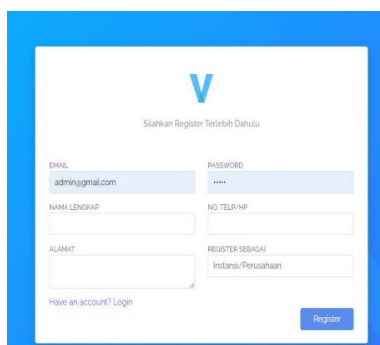 V
Silahkan Register Terlebih Dahulu
EMAIL
PASSWORD
admin@gmail.com
•••••
NAMA LENGKAP
NO. TELP/HP
ALAMAT
REGISTER SEBAGAI
Instansi/Perusahaan
Have an account? Login
Register